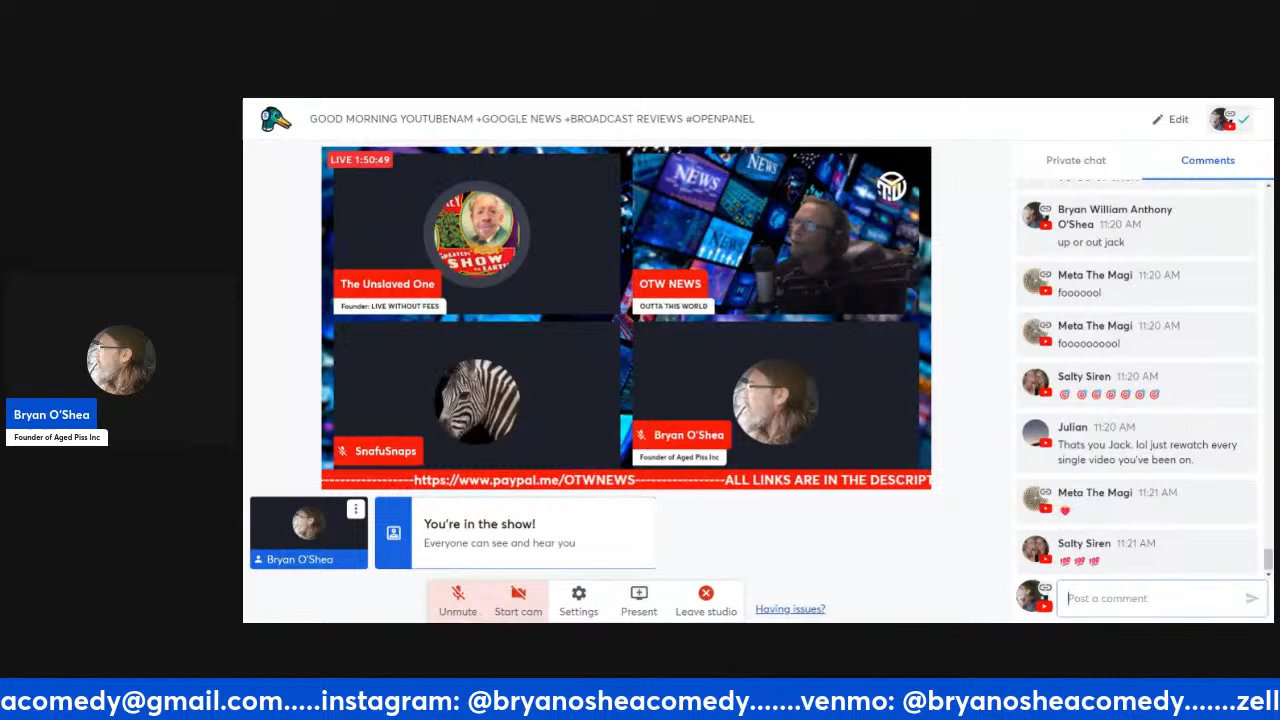 GOOD MORNING YOUTUBENAM +GOOGLE NEWS +BROADCAST REVIEWS #OPENPANEL
Edit
LIVE 1:50:49
NEWS
NEWS
NEWS
The Unslaved One
Founder: LIVE WITHOUT FEES
GREATEST
SHOW
OTW NEWS
OUTTA THIS WORLD
SnafuSnaps
Bryan O'Shea
Founder of Aged Piss Inc
------------------https://www.paypal.me/OTWNEWS------------------ALL LINKS ARE IN THE DESCRIPT
Bryan O'Shea
You're in the show!
Everyone can see and hear you
Unmute
Start cam
Settings
Present
Leave studio
Having issues?
Private chat
Comments
Bryan William Anthony
O'Shea 11:20 AM
up or out jack
Meta The Magi 11:20 AM
fooooool
Meta The Magi 11:20 AM
foooooooool
Salty Siren 11:20 AM
🎯 🎯 🎯 🎯 🎯 🎯 🎯
Julian 11:20 AM
Thats you Jack. lol just rewatch every
single video you've been on.
Meta The Magi 11:21 AM
❤️
Salty Siren 11:21 AM
💯 💯 💯
Post a comment
Bryan O'Shea
Founder of Aged Piss Inc
acomedy@gmail.com.....instagram: @bryanosheacomedy.......venmo: @bryanosheacomedy.......zell